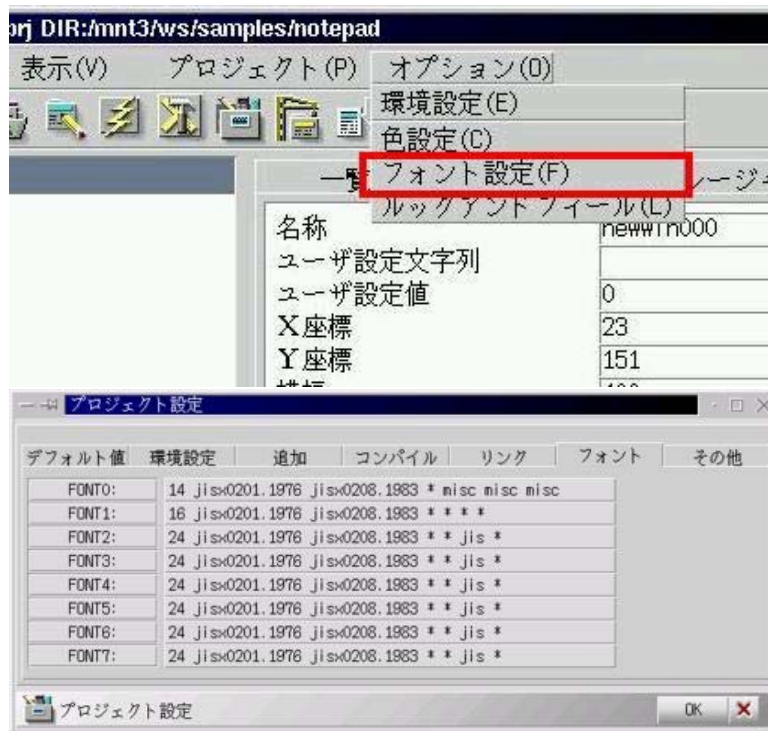 prj DIR:/mnt3/ws/samples/notepad
表示(V) プロジェクト(P) オプション(O)
環境設定(E)
色設定(C)
フォント設定(F)
ルックアンドフィール(L)
一覧
名称 newwin000
ユーザ設定文字列
ユーザ設定値 0
X座標 23
Y座標 151
プロジェクト設定
デフォルト値 環境設定 追加 コンパイル リンク フォント その他
FONT0: 14 jisx0201.1976 jisx0208.1983 * misc misc misc
FONT1: 16 jisx0201.1976 jisx0208.1983 * * * *
FONT2: 24 jisx0201.1976 jisx0208.1983 * * jis *
FONT3: 24 jisx0201.1976 jisx0208.1983 * * jis *
FONT4: 24 jisx0201.1976 jisx0208.1983 * * jis *
FONT5: 24 jisx0201.1976 jisx0208.1983 * * jis *
FONT6: 24 jisx0201.1976 jisx0208.1983 * * jis *
FONT7: 24 jisx0201.1976 jisx0208.1983 * * jis *
プロジェクト設定 OK